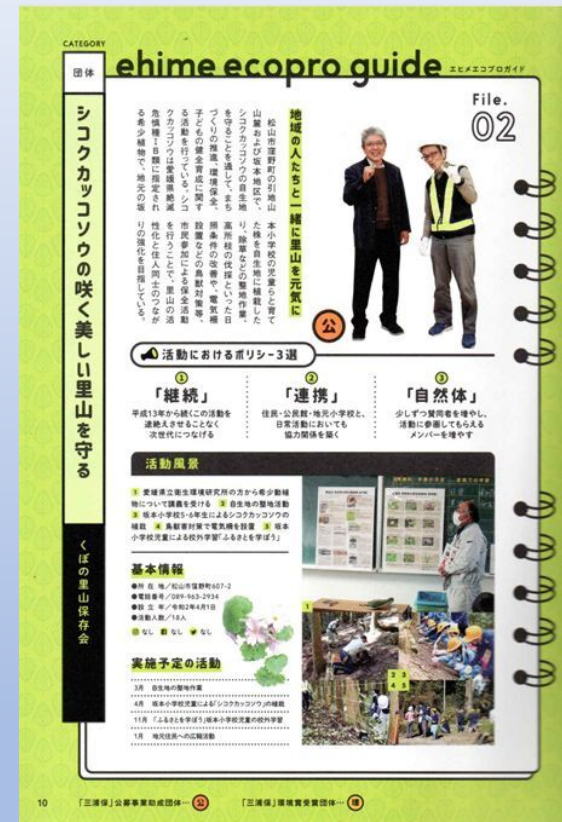 CATEGORY
団体
ehime ecopro guide
エヒメエコプロガイド
File.
02
シコクカッコソウの咲く美しい里山を守る
くぼの里山保存会
地域の人たちと一緒に里山を元気に
松山市窪野町の引地山
山麓および坂本地区で、
シコクカッコソウの自生地
を守ることを通して、まち
づくりの推進、環境保全、
子どもの健全育成に関す
る活動を行っている。シコ
クカッコソウは愛媛県絶滅
危惧種IB類に指定され
る希少植物で、地元の坂
本小学校の児童らと育て
た株を自生地に植栽した
り、除草などの整地作業、
高所枝の伐採といった日
照条件の改善や、電気柵
設置などの鳥獣対策等、
市民参加による保全活動
を行うことで、里山の活
性化と住人同士のつなが
りの強化を目指している。
公
活動におけるポリシー3選
①
「継続」
平成13年から続くこの活動を
途絶えさせることなく
次世代につなげる
②
「連携」
住民・公民館・地元小学校と、
日常活動においても
協力関係を築く
③
「自然体」
少しずつ賛同者を増やし、
活動に参画してもらえる
メンバーを増やす
活動風景
1 愛媛県立衛生環境研究所の方から希少動植
物について講義を受ける 2 自生地の整地活動
3 坂本小学校5・6年生によるシコクカッコソウの
植栽 4 鳥獣害対策で電気柵を設置 5 坂本
小学校児童による校外学習「ふるさとを学ぼう」
1
2 3
4 5
基本情報
●所 在 地／松山市窪野町607-2
●電話番号／089-963-2934
●設 立 年／令和2年4月1日
●活動人数／18人
なし なし なし
実施予定の活動
3月 自生地の整地作業
4月 坂本小学校児童による「シコクカッコソウ」の植栽
11月 「ふるさとを学ぼう」坂本小学校児童の校外学習
1月 地元住民への広報活動
10
「三浦保」公募事業助成団体…公
「三浦保」環境賞受賞団体…環